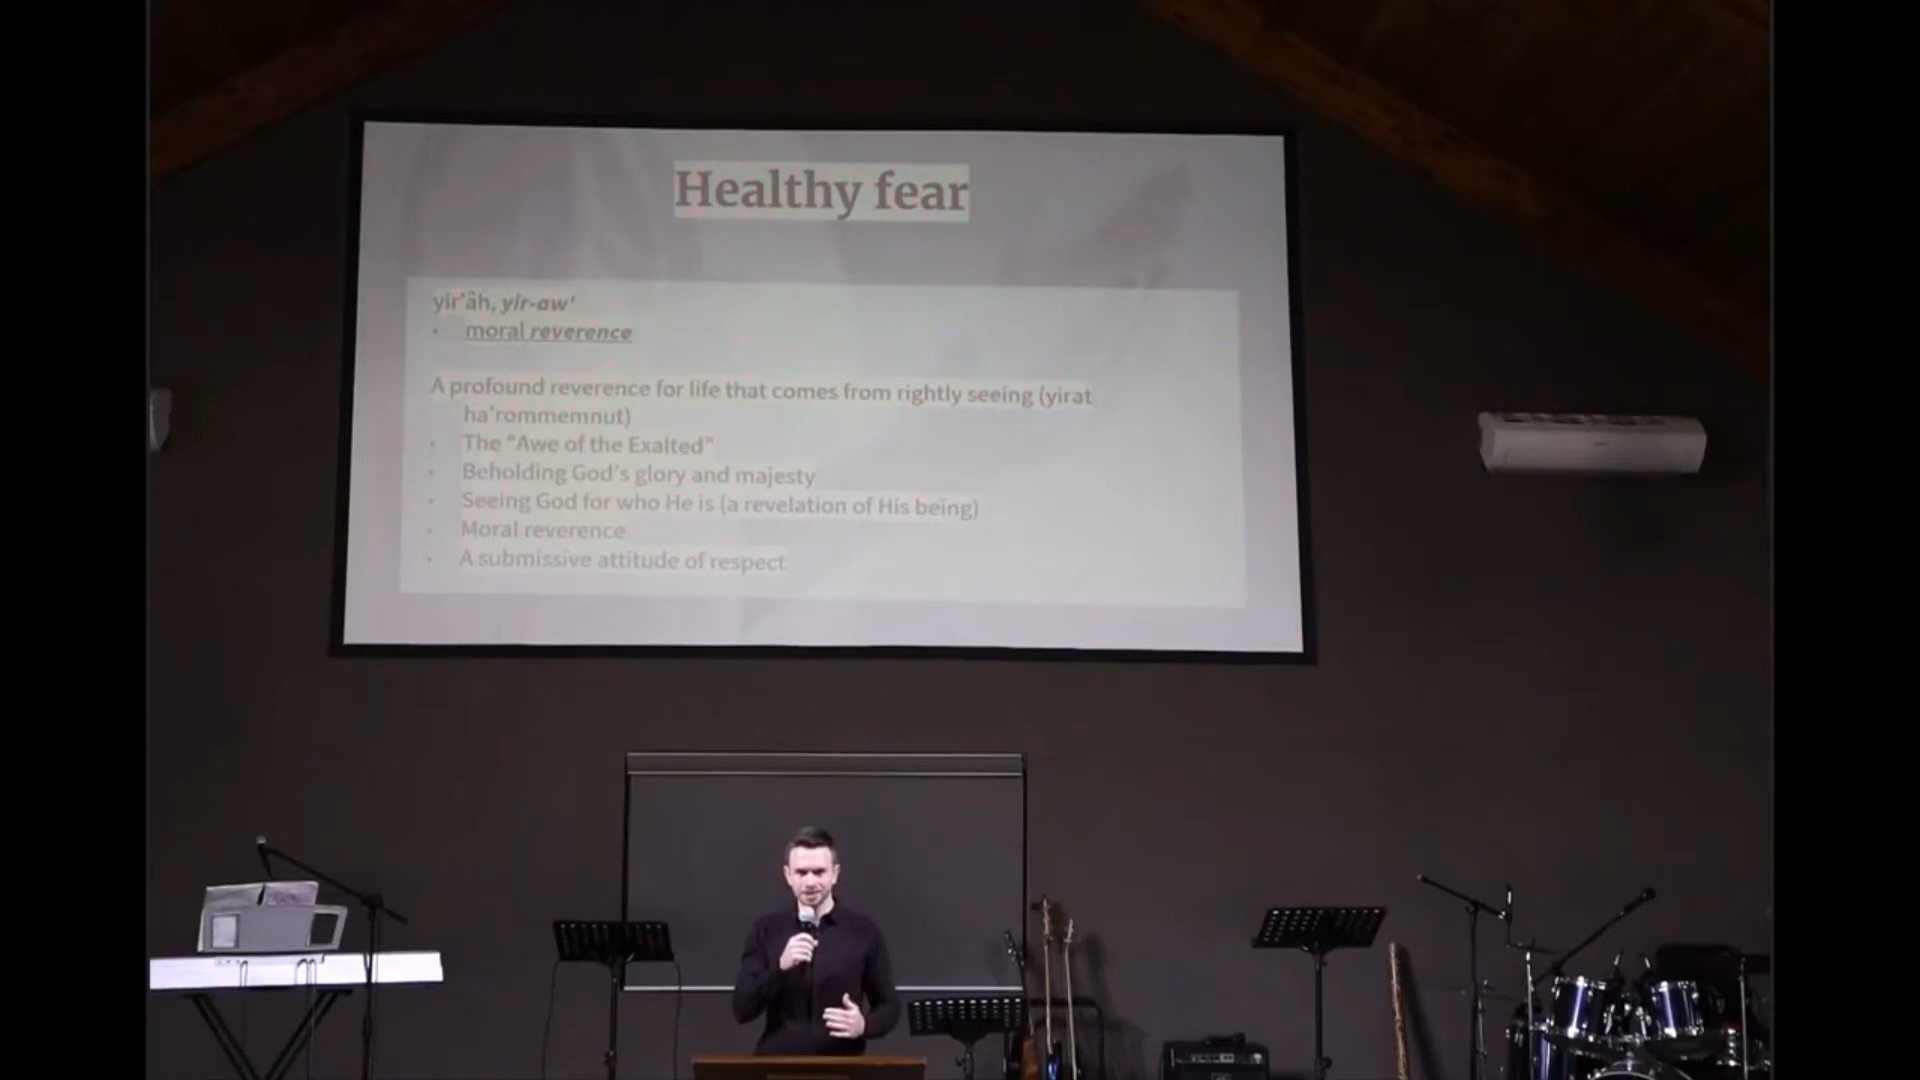 Healthy fear
yir'âh, yir-aw'
· moral reverence
A profound reverence for life that comes from rightly seeing (yirat
ha'rommemnut)
· The "Awe of the Exalted"
· Beholding God's glory and majesty
· Seeing God for who He is (a revelation of His being)
· Moral reverence
· A submissive attitude of respect